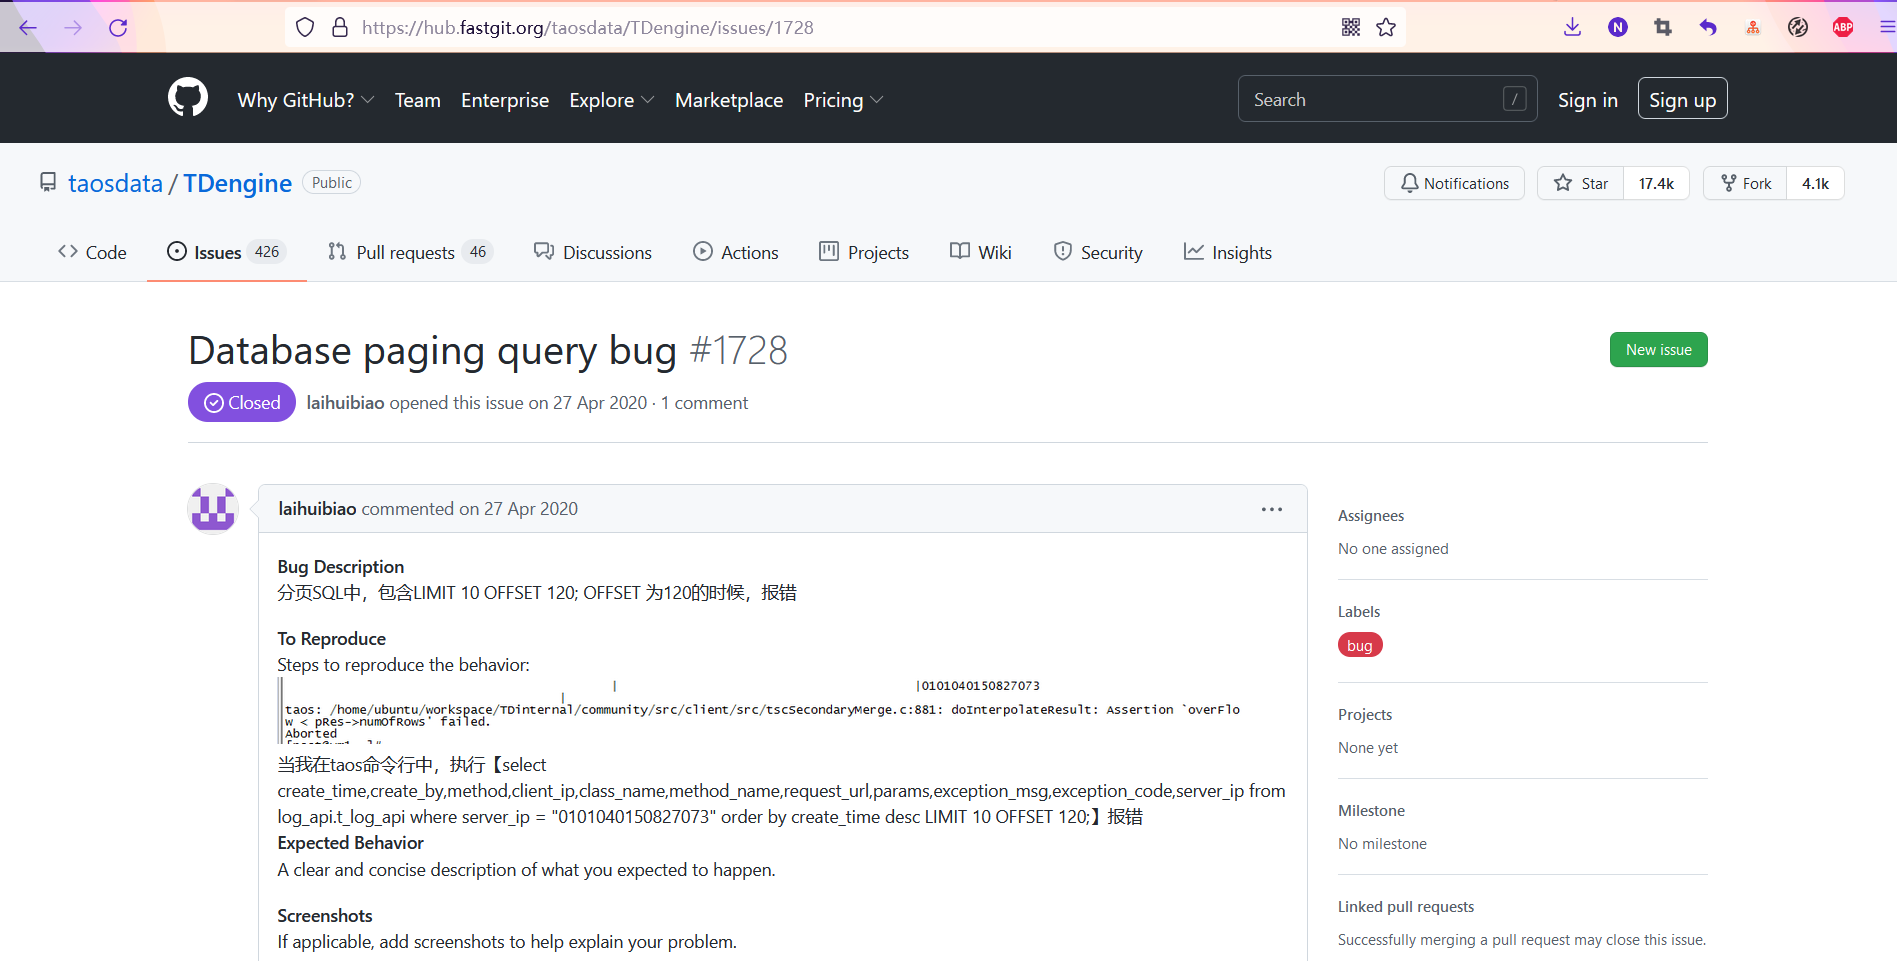 https://hub.fastgit.org/taosdata/TDengine/issues/1728
N
ABP
Why GitHub? Team Enterprise Explore Marketplace Pricing
Search /
Sign in
Sign up
taosdata / TDengine Public
Notifications
Star 17.4k
Fork 4.1k
Code
Issues 426
Pull requests 46
Discussions
Actions
Projects
Wiki
Security
Insights
Database paging query bug #1728
New issue
Closed laihuibiao opened this issue on 27 Apr 2020 · 1 comment
laihuibiao commented on 27 Apr 2020
Bug Description
分页SQL中，包含LIMIT 10 OFFSET 120; OFFSET 为120的时候，报错
To Reproduce
Steps to reproduce the behavior:
| |0101040150827073
|
taos: /home/ubuntu/workspace/TDinternal/community/src/client/src/tscSecondaryMerge.c:881: doInterpolateResult: Assertion `overFlo
w < pRes->numOfRows' failed.
Aborted
当我在taos命令行中，执行【select
create_time,create_by,method,client_ip,class_name,method_name,request_url,params,exception_msg,exception_code,server_ip from
log_api.t_log_api where server_ip = "0101040150827073" order by create_time desc LIMIT 10 OFFSET 120;】报错
Expected Behavior
A clear and concise description of what you expected to happen.
Screenshots
If applicable, add screenshots to help explain your problem.
Assignees
No one assigned
Labels
bug
Projects
None yet
Milestone
No milestone
Linked pull requests
Successfully merging a pull request may close this issue.